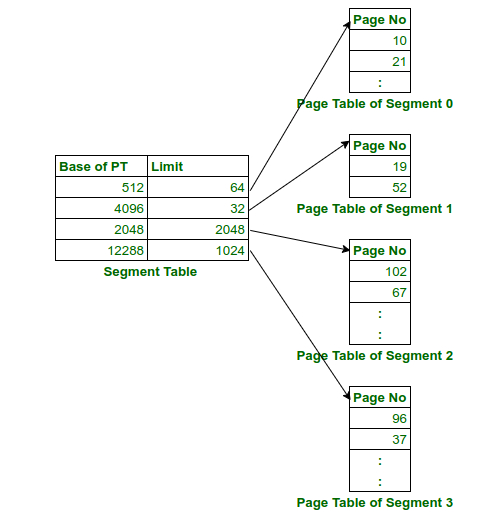 Page No
10
21
:
Page Table of Segment 0
Page No
19
52
Page Table of Segment 1
Base of PT Limit
512 64
4096 32
2048 2048
12288 1024
Segment Table
Page No
102
67
:
:
Page Table of Segment 2
Page No
96
37
:
:
Page Table of Segment 3